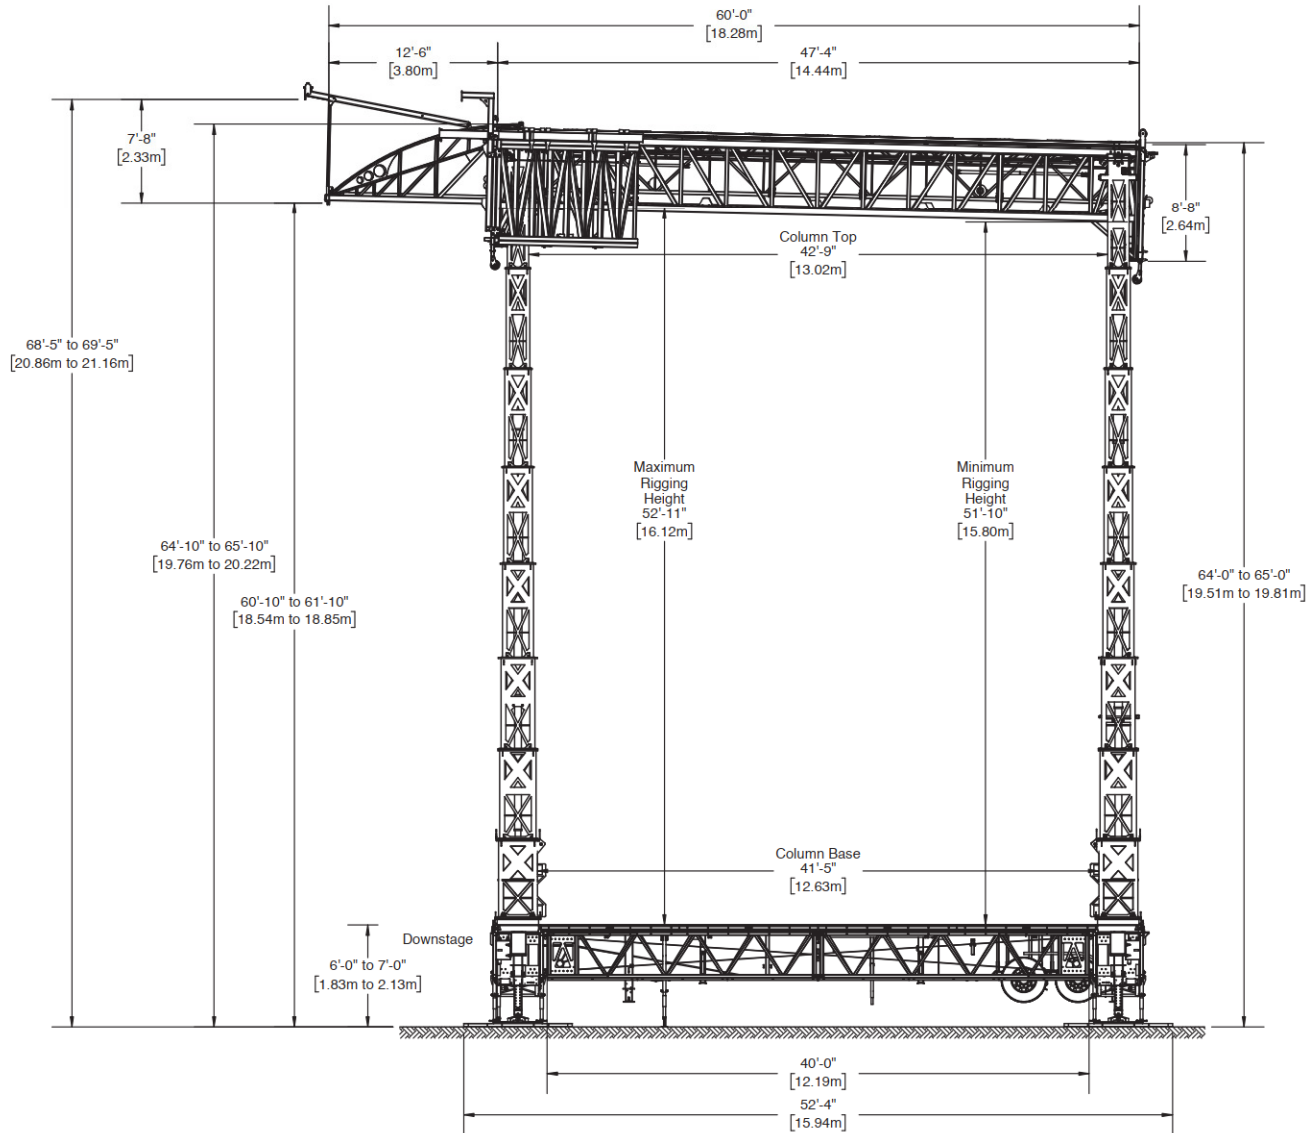 60'-0"
[18.28m]
12'-6"
[3.80m]
47'-4"
[14.44m]
7'-8"
[2.33m]
8'-8"
[2.64m]
Column Top
42'-9"
[13.02m]
68'-5" to 69'-5"
[20.86m to 21.16m]
Maximum
Rigging
Height
52'-11"
[16.12m]
Minimum
Rigging
Height
51'-10"
[15.80m]
64'-10" to 65'-10"
[19.76m to 20.22m]
60'-10" to 61'-10"
[18.54m to 18.85m]
64'-0" to 65'-0"
[19.51m to 19.81m]
Column Base
41'-5"
[12.63m]
Downstage
6'-0" to 7'-0"
[1.83m to 2.13m]
40'-0"
[12.19m]
52'-4"
[15.94m]